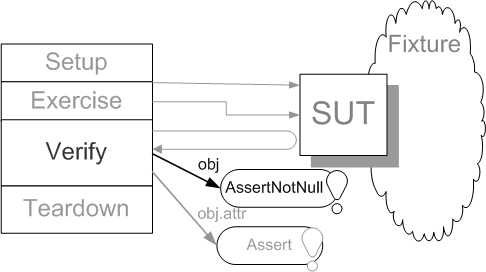 Setup
Exercise
Verify
Teardown
SUT
Fixture
obj
AssertNotNull
obj.attr
Assert